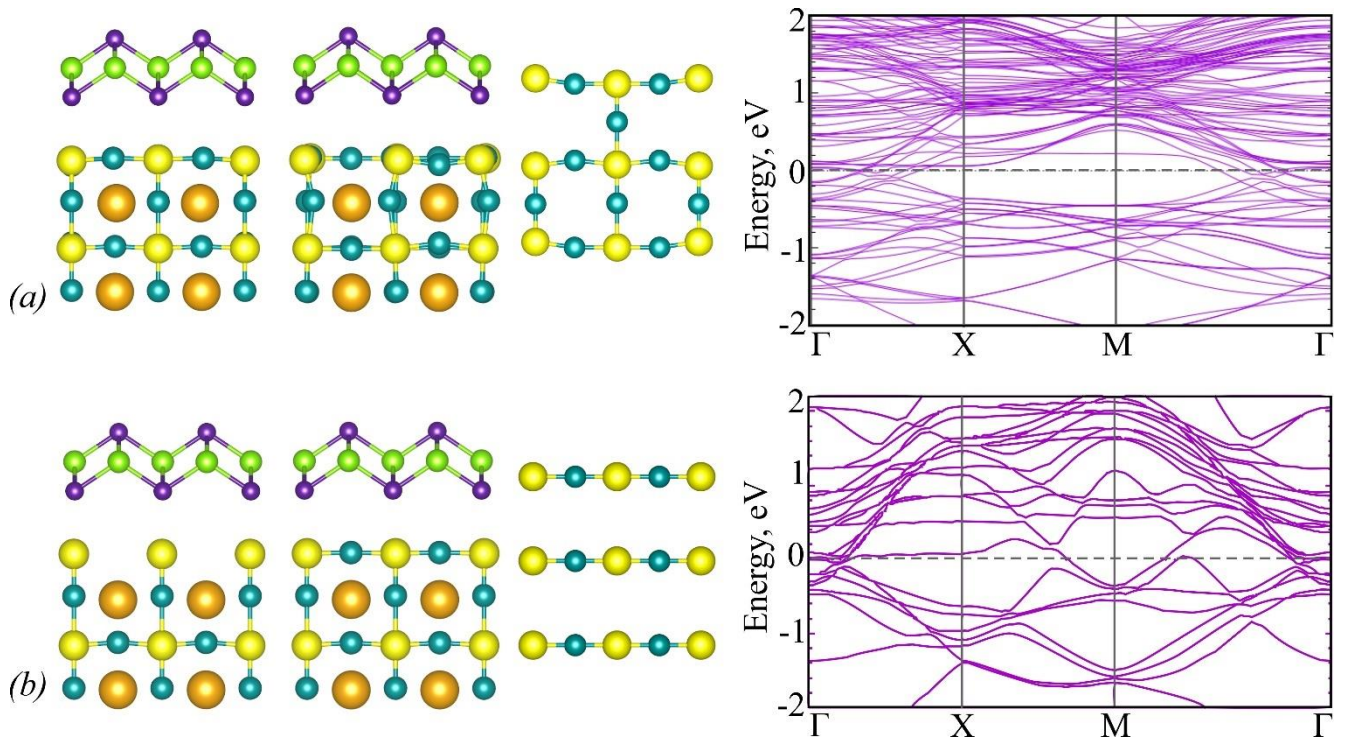 (a)
Energy, eV
2
1
0
-1
-2
Γ X M Γ
(b)
Energy, eV
2
1
0
-1
-2
Γ X M Γ